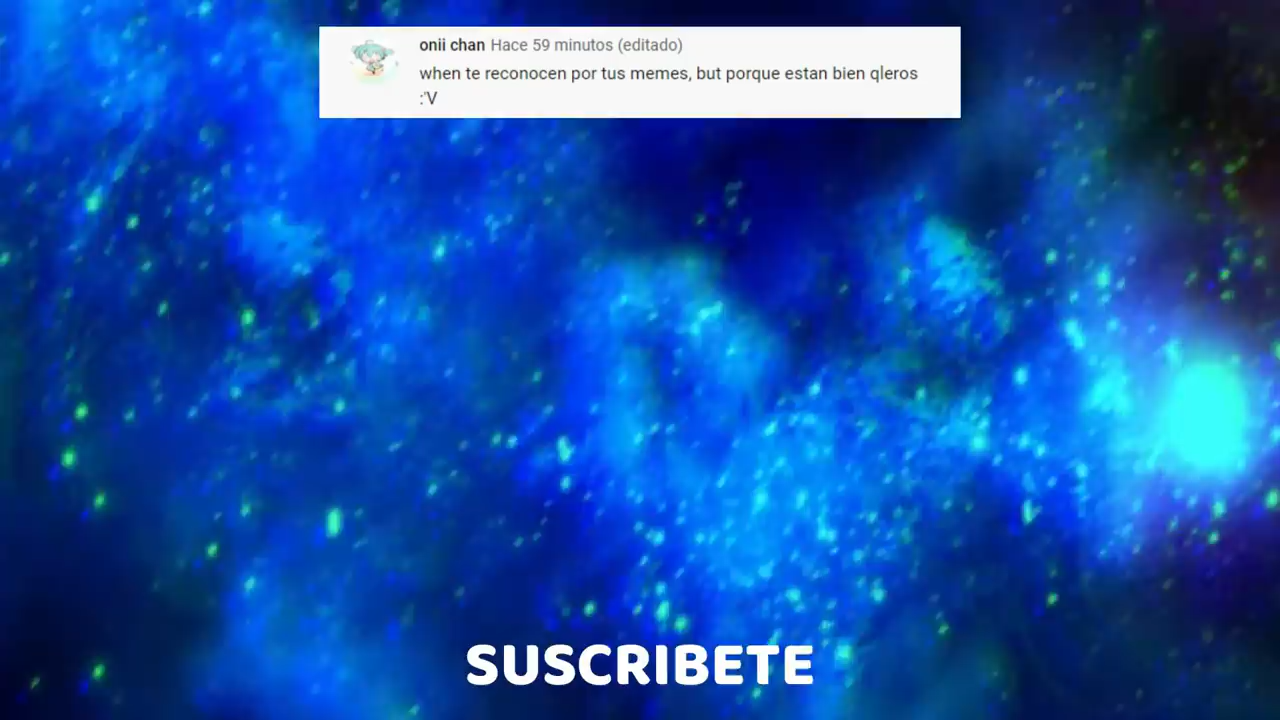 onii chan Hace 59 minutos (editado)
when te reconocen por tus memes, but porque estan bien qleros
:'V
SUSCRIBETE